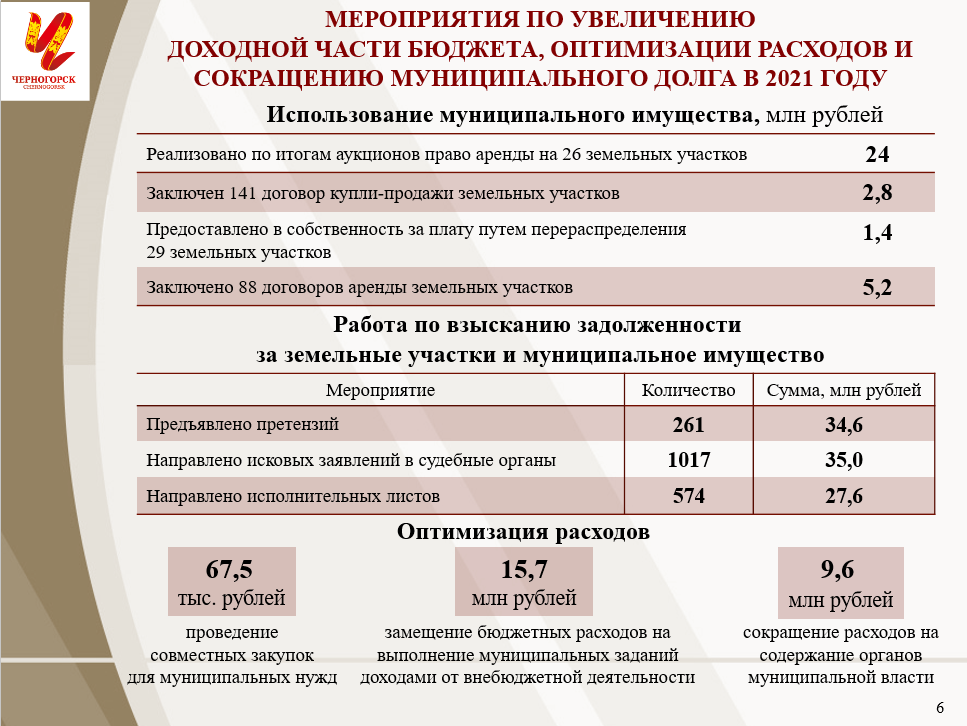 ЧЕРНОГОРСК
CHERNOGORSK
МЕРОПРИЯТИЯ ПО УВЕЛИЧЕНИЮ
ДОХОДНОЙ ЧАСТИ БЮДЖЕТА, ОПТИМИЗАЦИИ РАСХОДОВ И
СОКРАЩЕНИЮ МУНИЦИПАЛЬНОГО ДОЛГА В 2021 ГОДУ
Использование муниципального имущества, млн рублей
Реализовано по итогам аукционов право аренды на 26 земельных участков 24
Заключен 141 договор купли-продажи земельных участков 2,8
Предоставлено в собственность за плату путем перераспределения 1,4
29 земельных участков
Заключено 88 договоров аренды земельных участков 5,2
Работа по взысканию задолженности
за земельные участки и муниципальное имущество
Мероприятие Количество Сумма, млн рублей
Предъявлено претензий 261 34,6
Направлено исковых заявлений в судебные органы 1017 35,0
Направлено исполнительных листов 574 27,6
Оптимизация расходов
67,5
тыс. рублей
проведение
совместных закупок
для муниципальных нужд
15,7
млн рублей
замещение бюджетных расходов на
выполнение муниципальных заданий
доходами от внебюджетной деятельности
9,6
млн рублей
сокращение расходов на
содержание органов
муниципальной власти
6